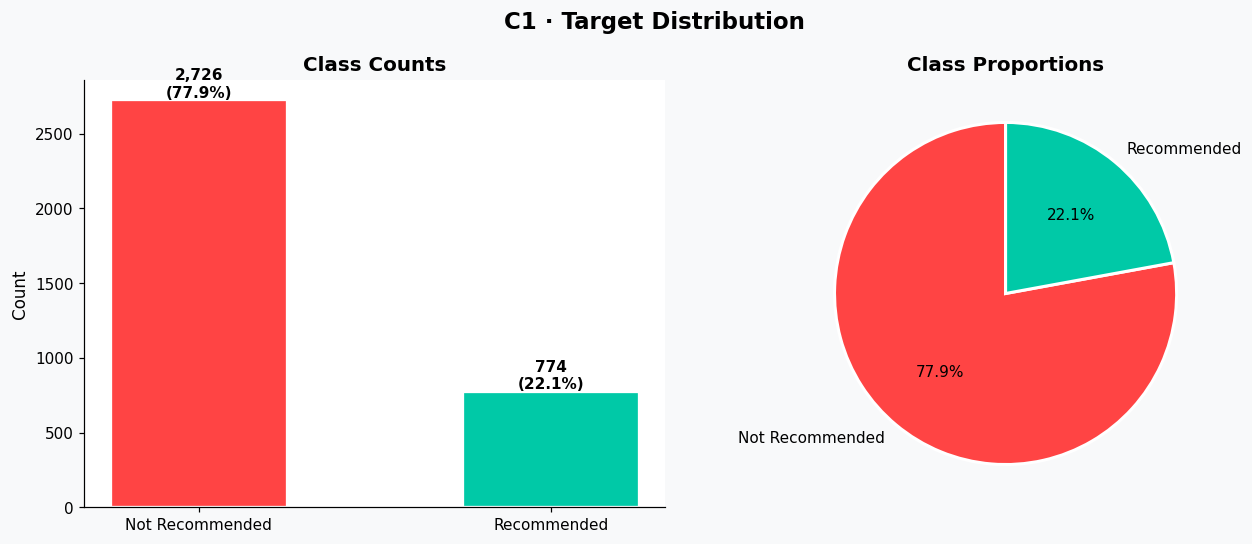 C1 · Target Distribution
Class Counts
2,726
(77.9%)
774
(22.1%)
Count
2500
2000
1500
1000
500
0
Not Recommended
Recommended
Class Proportions
Recommended
22.1%
77.9%
Not Recommended